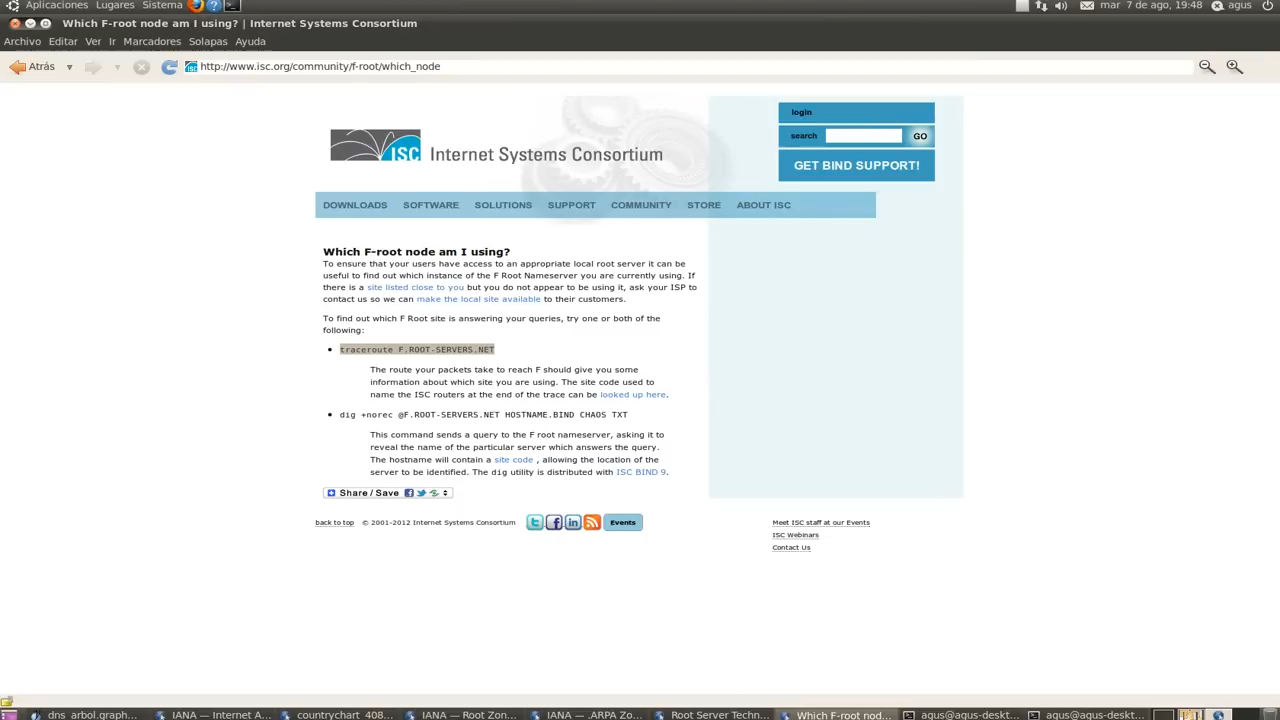 Aplicaciones Lugares Sistema mar 7 de ago, 19:48 agus
Which F-root node am I using? | Internet Systems Consortium
Archivo Editar Ver Ir Marcadores Solapas Ayuda
Atrás http://www.isc.org/community/f-root/which_node
login
search GO
ISC Internet Systems Consortium
GET BIND SUPPORT!
DOWNLOADS SOFTWARE SOLUTIONS SUPPORT COMMUNITY STORE ABOUT ISC
Which F-root node am I using?
To ensure that your users have access to an appropriate local root server it can be
useful to find out which instance of the F Root Nameserver you are currently using. If
there is a site listed close to you but you do not appear to be using it, ask your ISP to
contact us so we can make the local site available to their customers.
To find out which F Root site is answering your queries, try one or both of the
following:
traceroute F.ROOT-SERVERS.NET
The route your packets take to reach F should give you some
information about which site you are using. The site code used to
name the ISC routers at the end of the trace can be looked up here.
dig +norec @F.ROOT-SERVERS.NET HOSTNAME.BIND CHAOS TXT
This command sends a query to the F root nameserver, asking it to
reveal the name of the particular server which answers the query.
The hostname will contain a site code , allowing the location of the
server to be identified. The dig utility is distributed with ISC BIND 9.
Share / Save
back to top © 2001-2012 Internet Systems Consortium Events
Meet ISC staff at our Events
ISC Webinars
Contact Us
dns_arbol.graph... IANA — Internet A... countrychart_408... IANA — Root Zon... IANA — .ARPA Zo... Root Server Techn... Which F-root nod... agus@agus-deskt... agus@agus-deskt...